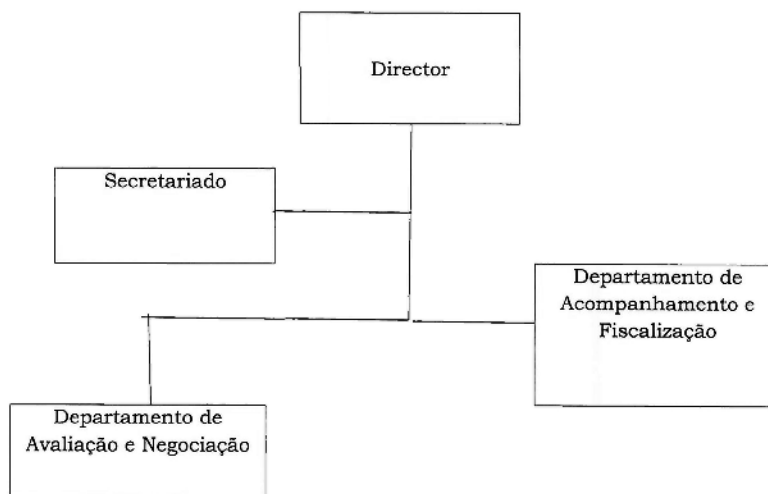 Director
Secretariado
Departamento de
Acompanhamento e
Fiscalização
Departamento de
Avaliação e Negociação